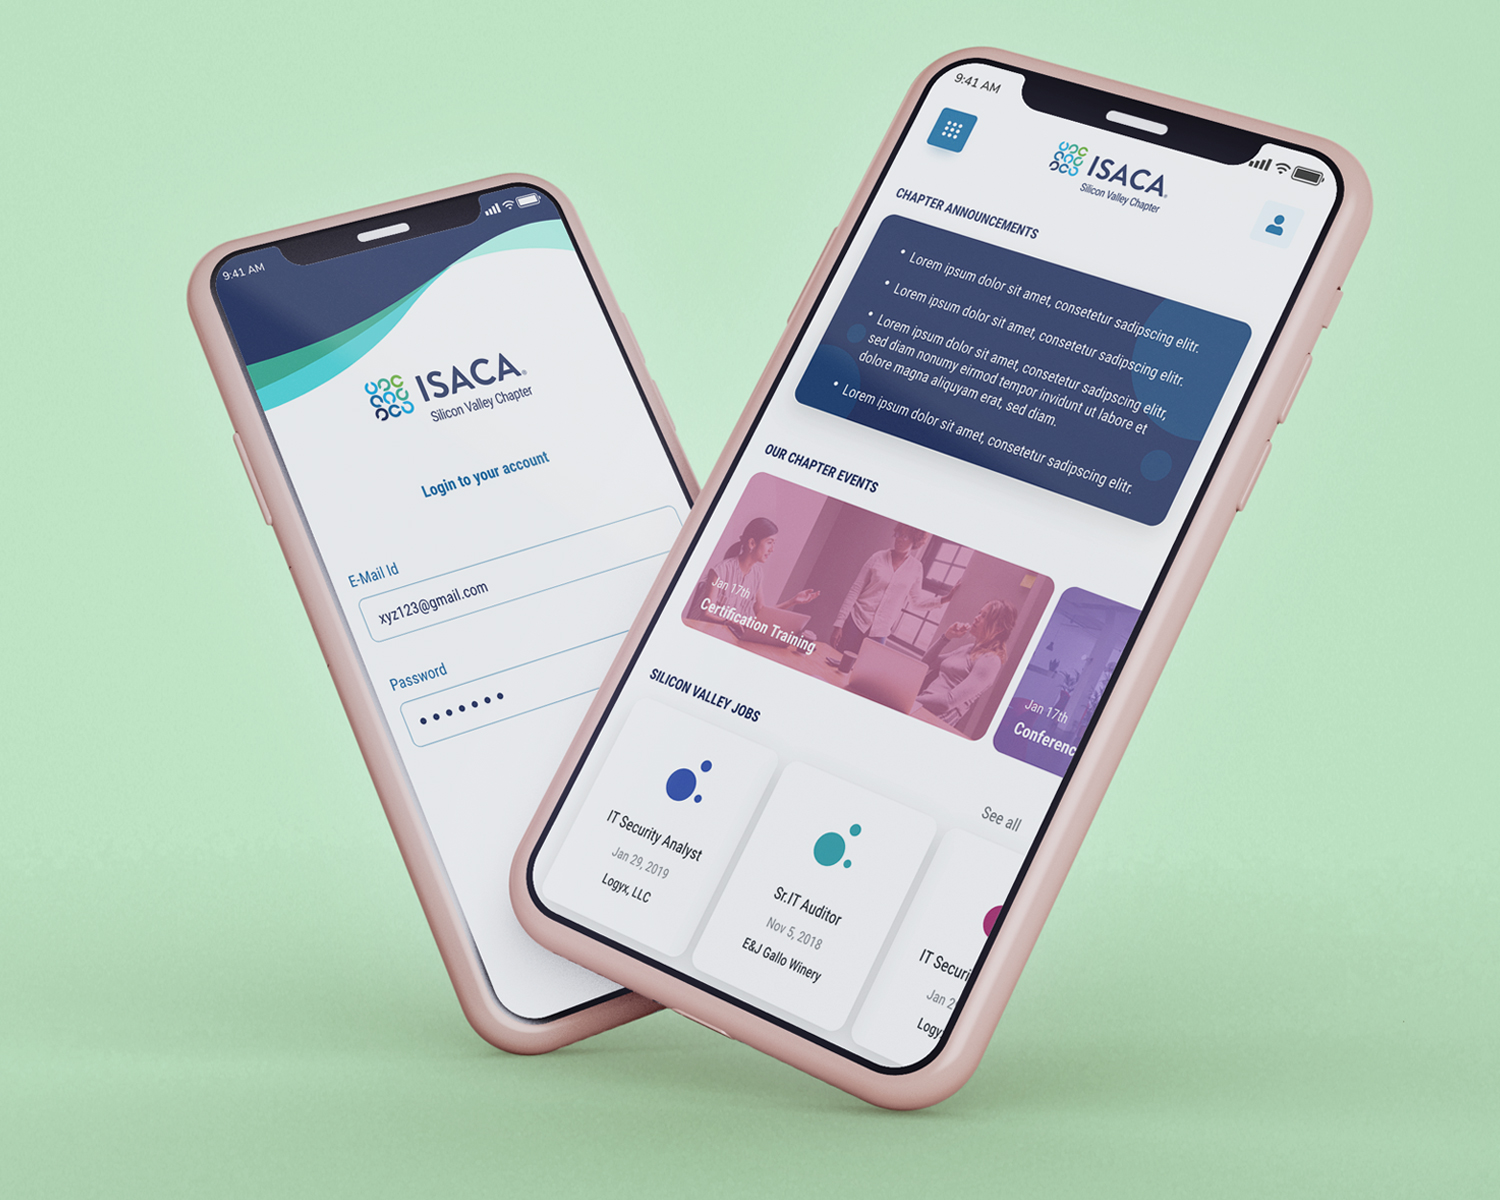 9:41 AM
ISACA®
Silicon Valley Chapter
Login to your account
E-Mail Id
xyz123@gmail.com
Password
9:41 AM
ISACA®
Silicon Valley Chapter
CHAPTER ANNOUNCEMENTS
• Lorem ipsum dolor sit amet, consetetur sadipscing elitr.
• Lorem ipsum dolor sit amet, consetetur sadipscing elitr.
• Lorem ipsum dolor sit amet, consetetur sadipscing elitr,
sed diam nonumy eirmod tempor invidunt ut labore et
dolore magna aliquyam erat, sed diam.
• Lorem ipsum dolor sit amet, consetetur sadipscing elitr.
OUR CHAPTER EVENTS
Jan 17th
Certification Training
Jan 17th
Conferenc
SILICON VALLEY JOBS
See all
IT Security Analyst
Jan 29, 2019
Logyx, LLC
Sr.IT Auditor
Nov 5, 2018
E&J Gallo Winery
IT Securi
Jan 2
Logy